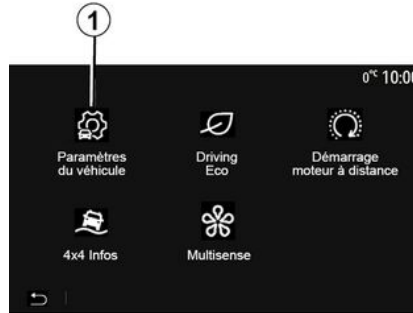 1
0°C 10:00
Paramètres
du véhicule
Driving
Eco
Démarrage
moteur à distance
4x4 Infos
Multisense